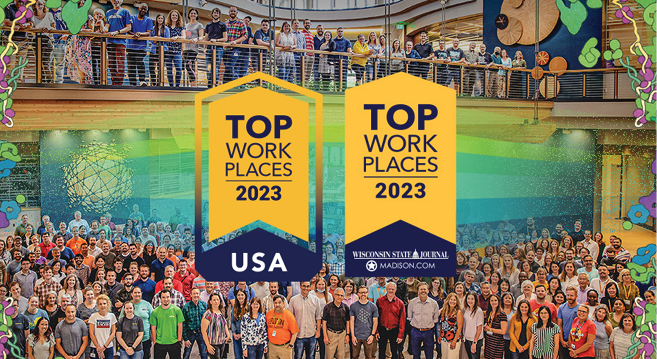 TOP
WORK
PLACES
2023
USA
TOP
WORK
PLACES
2023
WISCONSIN STATE JOURNAL
MADISON.COM